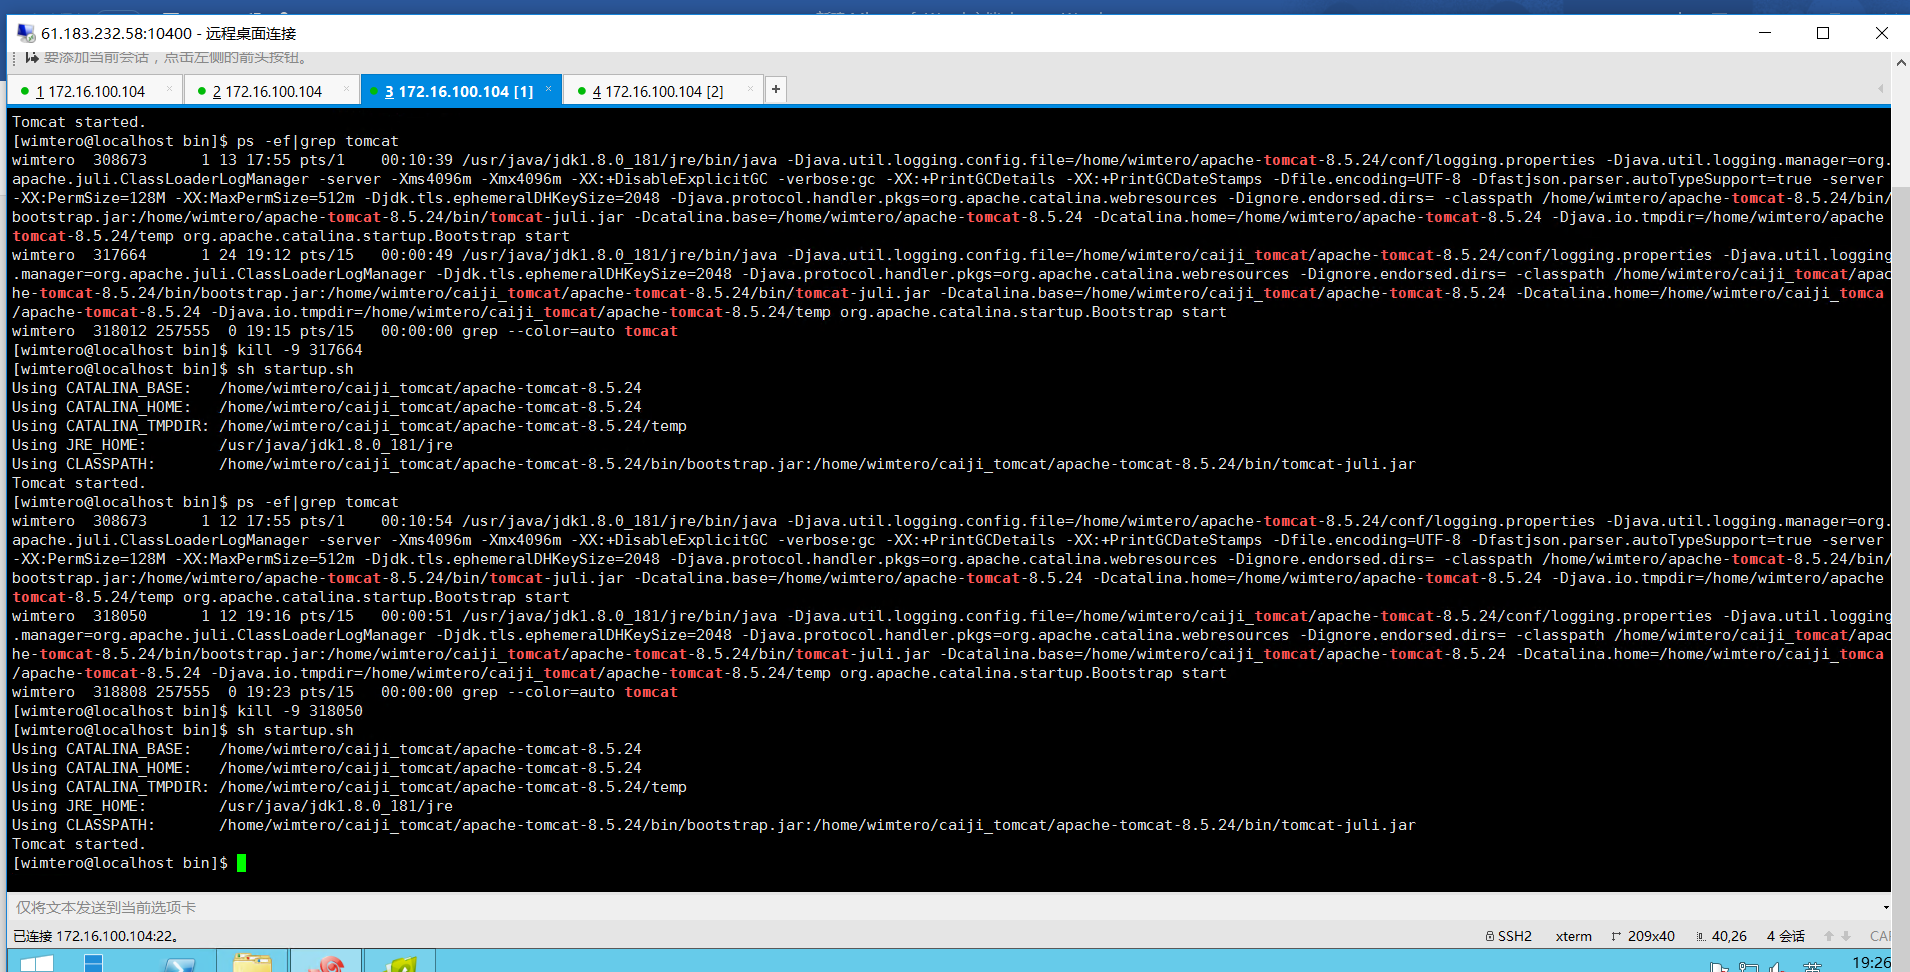 61.183.232.58:10400 - 远程桌面连接
要添加当前会话，点击左侧的箭头按钮。
1 172.16.100.104 2 172.16.100.104 3 172.16.100.104 [1] 4 172.16.100.104 [2] +
Tomcat started.
[wimtero@localhost bin]$ ps -ef|grep tomcat
wimtero  308673      1 13 17:55 pts/1    00:10:39 /usr/java/jdk1.8.0_181/jre/bin/java -Djava.util.logging.config.file=/home/wimtero/apache-tomcat-8.5.24/conf/logging.properties -Djava.util.logging.manager=org.
apache.juli.ClassLoaderLogManager -server -Xms4096m -Xmx4096m -XX:+DisableExplicitGC -verbose:gc -XX:+PrintGCDetails -XX:+PrintGCDateStamps -Dfile.encoding=UTF-8 -Dfastjson.parser.autoTypeSupport=true -server
-XX:PermSize=128M -XX:MaxPermSize=512m -Djdk.tls.ephemeralDHKeySize=2048 -Djava.protocol.handler.pkgs=org.apache.catalina.webresources -Dignore.endorsed.dirs= -classpath /home/wimtero/apache-tomcat-8.5.24/bin/
bootstrap.jar:/home/wimtero/apache-tomcat-8.5.24/bin/tomcat-juli.jar -Dcatalina.base=/home/wimtero/apache-tomcat-8.5.24 -Dcatalina.home=/home/wimtero/apache-tomcat-8.5.24 -Djava.io.tmpdir=/home/wimtero/apache
tomcat-8.5.24/temp org.apache.catalina.startup.Bootstrap start
wimtero  317664      1 24 19:12 pts/15   00:00:49 /usr/java/jdk1.8.0_181/jre/bin/java -Djava.util.logging.config.file=/home/wimtero/caiji_tomcat/apache-tomcat-8.5.24/conf/logging.properties -Djava.util.logging
.manager=org.apache.juli.ClassLoaderLogManager -Djdk.tls.ephemeralDHKeySize=2048 -Djava.protocol.handler.pkgs=org.apache.catalina.webresources -Dignore.endorsed.dirs= -classpath /home/wimtero/caiji_tomcat/apac
he-tomcat-8.5.24/bin/bootstrap.jar:/home/wimtero/caiji_tomcat/apache-tomcat-8.5.24/bin/tomcat-juli.jar -Dcatalina.base=/home/wimtero/caiji_tomcat/apache-tomcat-8.5.24 -Dcatalina.home=/home/wimtero/caiji_tomca
/apache-tomcat-8.5.24 -Djava.io.tmpdir=/home/wimtero/caiji_tomcat/apache-tomcat-8.5.24/temp org.apache.catalina.startup.Bootstrap start
wimtero  318012 257555  0 19:15 pts/15   00:00:00 grep --color=auto tomcat
[wimtero@localhost bin]$ kill -9 317664
[wimtero@localhost bin]$ sh startup.sh
Using CATALINA_BASE:   /home/wimtero/caiji_tomcat/apache-tomcat-8.5.24
Using CATALINA_HOME:   /home/wimtero/caiji_tomcat/apache-tomcat-8.5.24
Using CATALINA_TMPDIR: /home/wimtero/caiji_tomcat/apache-tomcat-8.5.24/temp
Using JRE_HOME:        /usr/java/jdk1.8.0_181/jre
Using CLASSPATH:       /home/wimtero/caiji_tomcat/apache-tomcat-8.5.24/bin/bootstrap.jar:/home/wimtero/caiji_tomcat/apache-tomcat-8.5.24/bin/tomcat-juli.jar
Tomcat started.
[wimtero@localhost bin]$ ps -ef|grep tomcat
wimtero  308673      1 12 17:55 pts/1    00:10:54 /usr/java/jdk1.8.0_181/jre/bin/java -Djava.util.logging.config.file=/home/wimtero/apache-tomcat-8.5.24/conf/logging.properties -Djava.util.logging.manager=org.
apache.juli.ClassLoaderLogManager -server -Xms4096m -Xmx4096m -XX:+DisableExplicitGC -verbose:gc -XX:+PrintGCDetails -XX:+PrintGCDateStamps -Dfile.encoding=UTF-8 -Dfastjson.parser.autoTypeSupport=true -server
-XX:PermSize=128M -XX:MaxPermSize=512m -Djdk.tls.ephemeralDHKeySize=2048 -Djava.protocol.handler.pkgs=org.apache.catalina.webresources -Dignore.endorsed.dirs= -classpath /home/wimtero/apache-tomcat-8.5.24/bin/
bootstrap.jar:/home/wimtero/apache-tomcat-8.5.24/bin/tomcat-juli.jar -Dcatalina.base=/home/wimtero/apache-tomcat-8.5.24 -Dcatalina.home=/home/wimtero/apache-tomcat-8.5.24 -Djava.io.tmpdir=/home/wimtero/apache
tomcat-8.5.24/temp org.apache.catalina.startup.Bootstrap start
wimtero  318050      1 12 19:16 pts/15   00:00:51 /usr/java/jdk1.8.0_181/jre/bin/java -Djava.util.logging.config.file=/home/wimtero/caiji_tomcat/apache-tomcat-8.5.24/conf/logging.properties -Djava.util.logging
.manager=org.apache.juli.ClassLoaderLogManager -Djdk.tls.ephemeralDHKeySize=2048 -Djava.protocol.handler.pkgs=org.apache.catalina.webresources -Dignore.endorsed.dirs= -classpath /home/wimtero/caiji_tomcat/apac
he-tomcat-8.5.24/bin/bootstrap.jar:/home/wimtero/caiji_tomcat/apache-tomcat-8.5.24/bin/tomcat-juli.jar -Dcatalina.base=/home/wimtero/caiji_tomcat/apache-tomcat-8.5.24 -Dcatalina.home=/home/wimtero/caiji_tomca
/apache-tomcat-8.5.24 -Djava.io.tmpdir=/home/wimtero/caiji_tomcat/apache-tomcat-8.5.24/temp org.apache.catalina.startup.Bootstrap start
wimtero  318808 257555  0 19:23 pts/15   00:00:00 grep --color=auto tomcat
[wimtero@localhost bin]$ kill -9 318050
[wimtero@localhost bin]$ sh startup.sh
Using CATALINA_BASE:   /home/wimtero/caiji_tomcat/apache-tomcat-8.5.24
Using CATALINA_HOME:   /home/wimtero/caiji_tomcat/apache-tomcat-8.5.24
Using CATALINA_TMPDIR: /home/wimtero/caiji_tomcat/apache-tomcat-8.5.24/temp
Using JRE_HOME:        /usr/java/jdk1.8.0_181/jre
Using CLASSPATH:       /home/wimtero/caiji_tomcat/apache-tomcat-8.5.24/bin/bootstrap.jar:/home/wimtero/caiji_tomcat/apache-tomcat-8.5.24/bin/tomcat-juli.jar
Tomcat started.
[wimtero@localhost bin]$
仅将文本发送到当前选项卡
已连接 172.16.100.104:22。 SSH2 xterm 209x40 40,26 4 会话 CAP
19:26